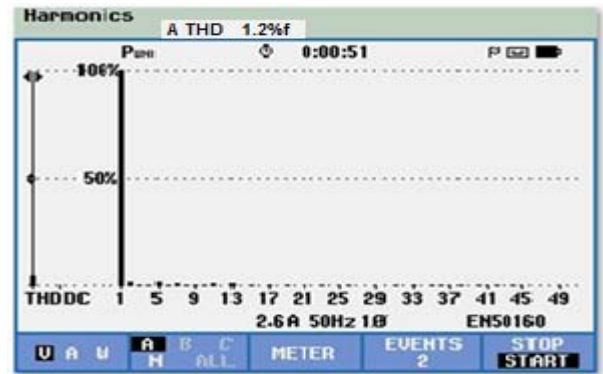 Harmonics
A THD 1.2%f
PUNI 0:00:51 P
100%
50%
THDDC 1 5 9 13 17 21 25 29 33 37 41 45 49
2.6A 50Hz 1Ø EN50160
V A W A B C METER EVENTS STOP
N ALL 2 START